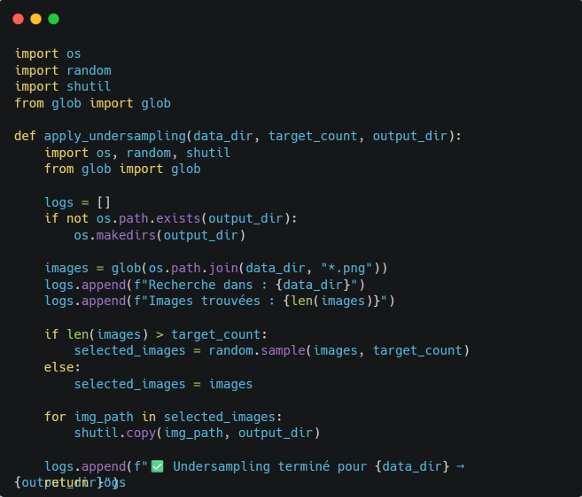 import os
import random
import shutil
from glob import glob
def apply_undersampling(data_dir, target_count, output_dir):
    import os, random, shutil
    from glob import glob
    logs = []
    if not os.path.exists(output_dir):
        os.makedirs(output_dir)
    images = glob(os.path.join(data_dir, "*.png"))
    logs.append(f"Recherche dans : {data_dir}")
    logs.append(f"Images trouvées : {len(images)}")
    if len(images) > target_count:
        selected_images = random.sample(images, target_count)
    else:
        selected_images = images
    for img_path in selected_images:
        shutil.copy(img_path, output_dir)
    logs.append(f"✅ Undersampling terminé pour {data_dir} →
{output_dir}")
    return logs